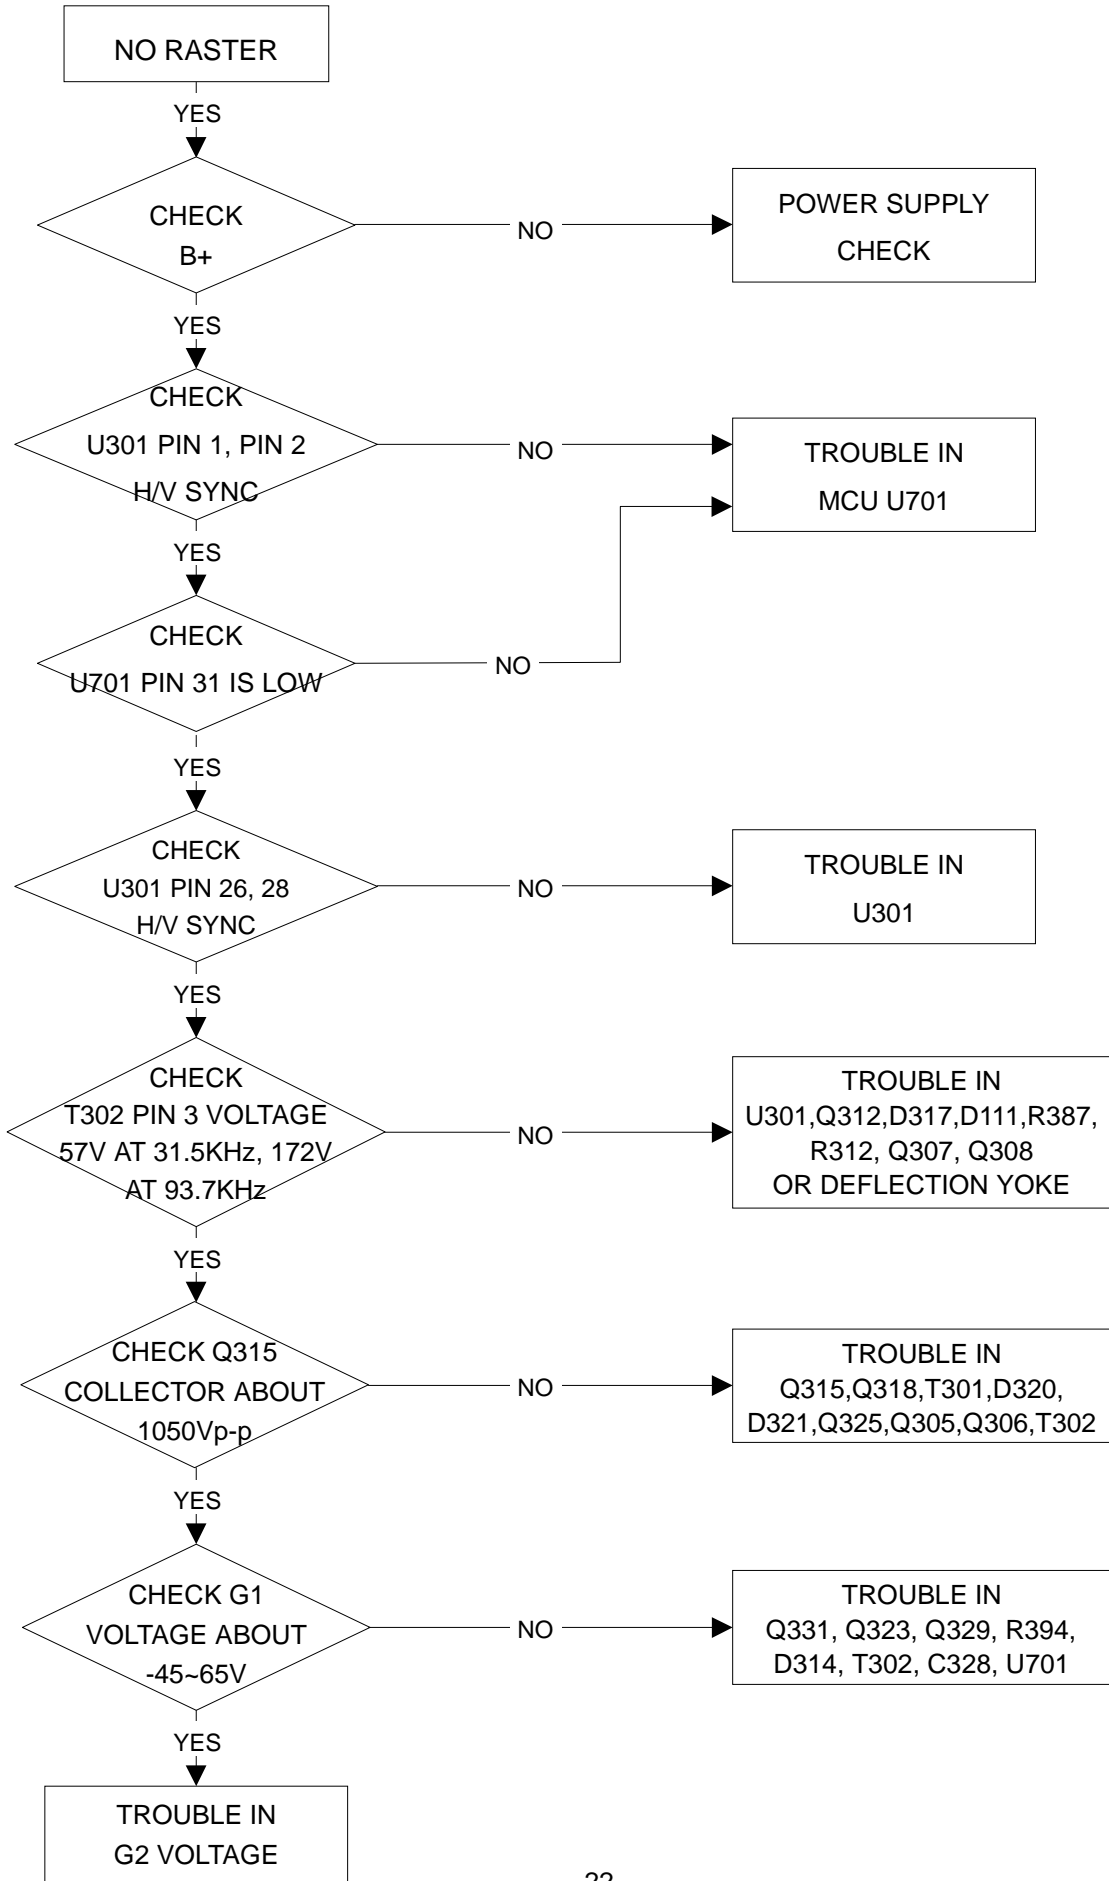 NO RASTER
YES
CHECK
B+
NO
POWER SUPPLY
CHECK
YES
CHECK
U301 PIN 1, PIN 2
H/V SYNC
NO
TROUBLE IN
MCU U701
YES
CHECK
U701 PIN 31 IS LOW
NO
YES
CHECK
U301 PIN 26, 28
H/V SYNC
NO
TROUBLE IN
U301
YES
CHECK
T302 PIN 3 VOLTAGE
57V AT 31.5KHz, 172V
AT 93.7KHz
NO
TROUBLE IN
U301,Q312,D317,D111,R387,
R312, Q307, Q308
OR DEFLECTION YOKE
YES
CHECK Q315
COLLECTOR ABOUT
1050Vp-p
NO
TROUBLE IN
Q315,Q318,T301,D320,
D321,Q325,Q305,Q306,T302
YES
CHECK G1
VOLTAGE ABOUT
-45~65V
NO
TROUBLE IN
Q331, Q323, Q329, R394,
D314, T302, C328, U701
YES
TROUBLE IN
G2 VOLTAGE